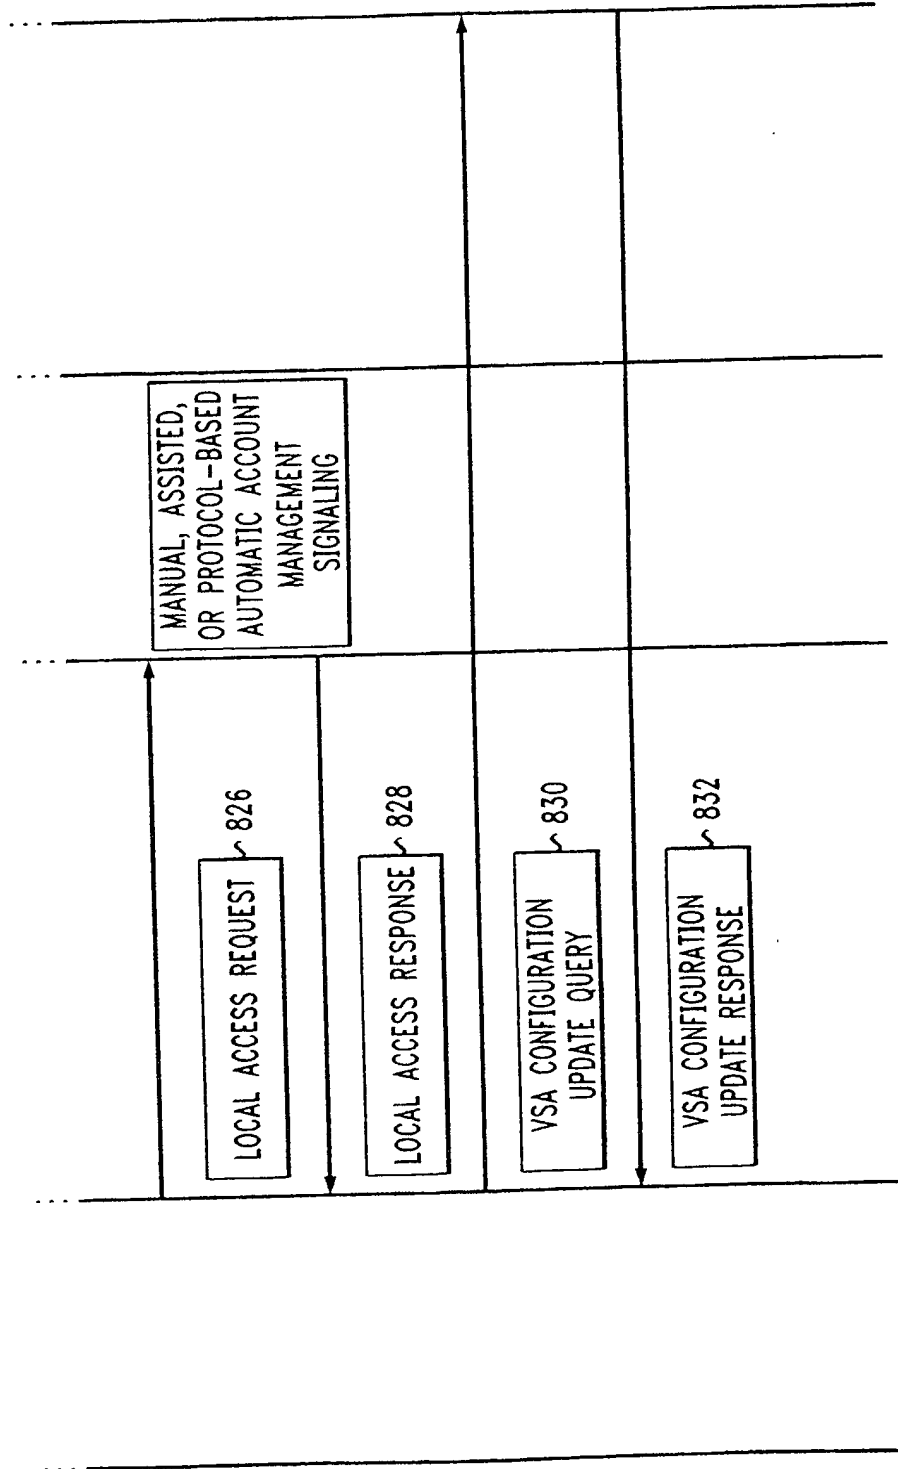 MANUAL, ASSISTED,
OR PROTOCOL-BASED
AUTOMATIC ACCOUNT
MANAGEMENT
SIGNALING
LOCAL ACCESS REQUEST
826
LOCAL ACCESS RESPONSE
828
VSA CONFIGURATION
UPDATE QUERY
830
VSA CONFIGURATION
UPDATE RESPONSE
832